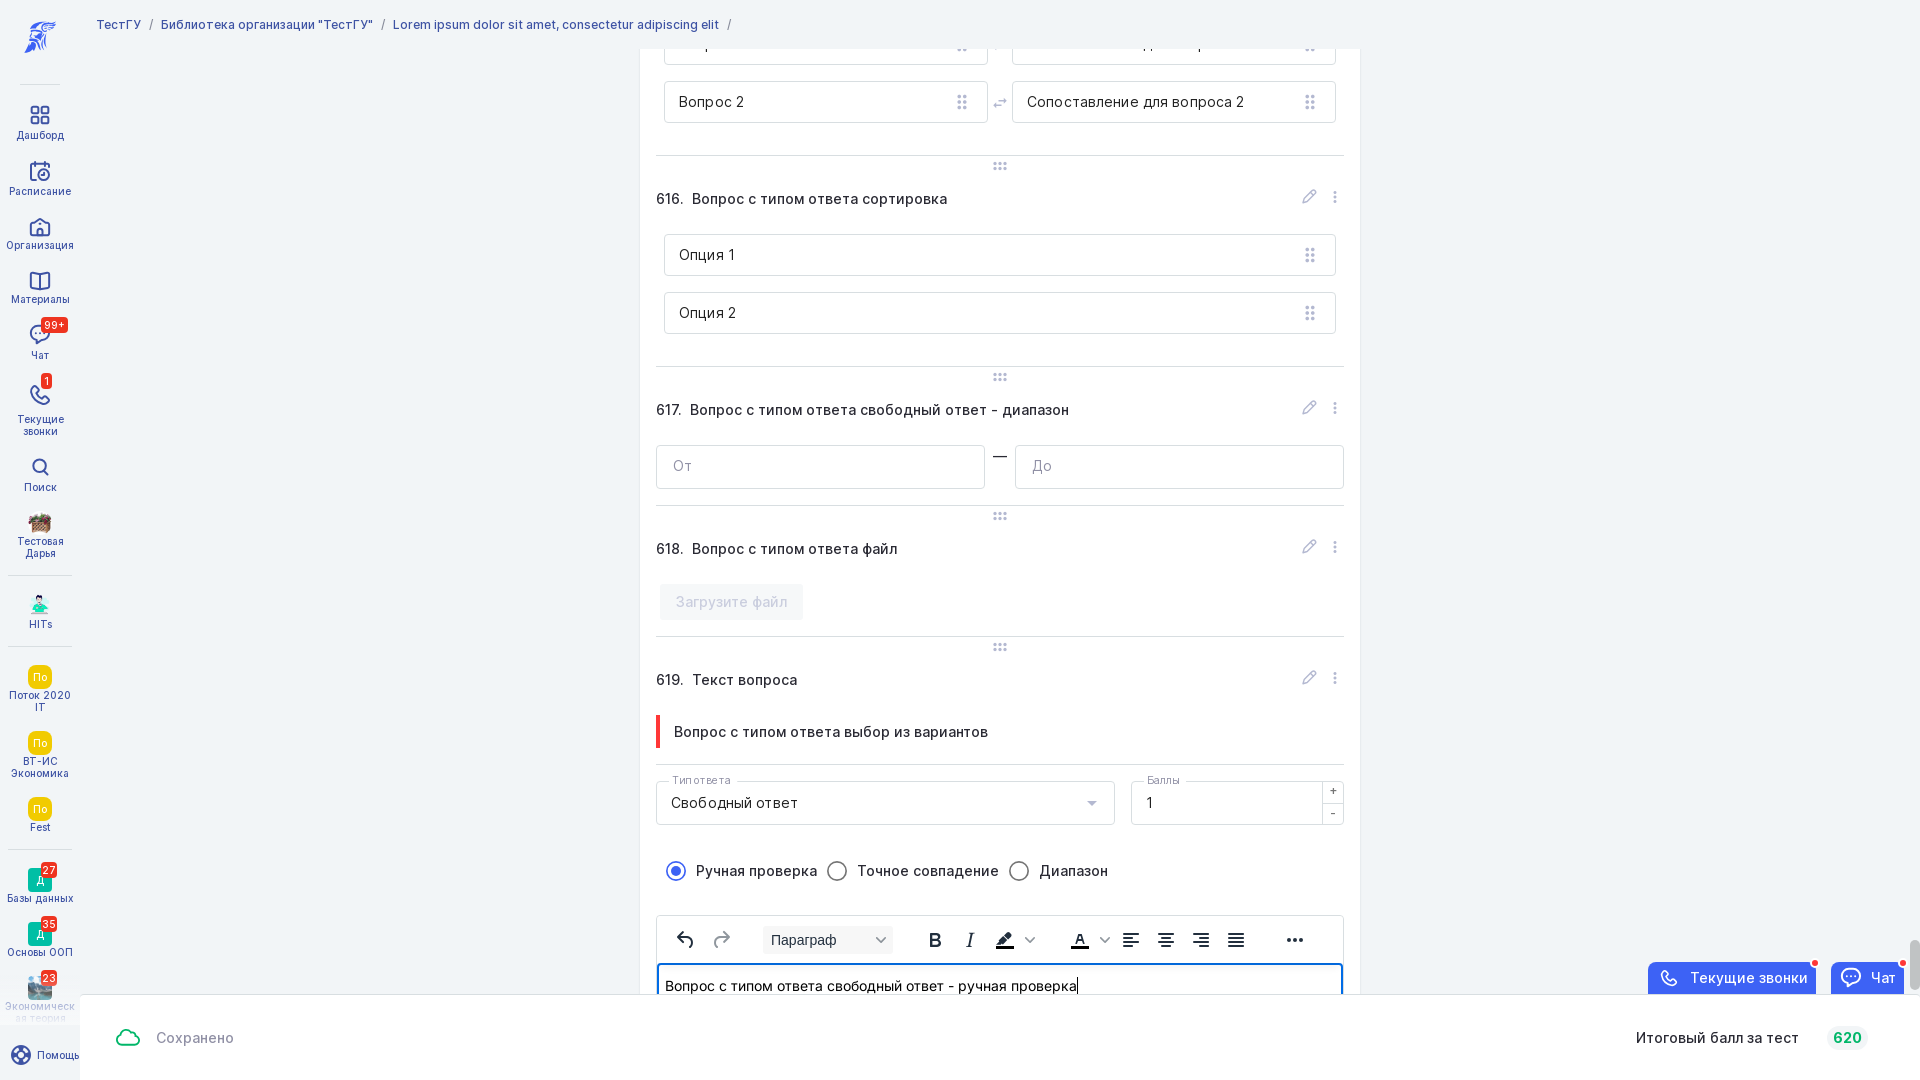 ТестГУ / Библиотека организации "ТестГУ" / Lorem ipsum dolor sit amet, consectetur adipiscing elit /
Дашборд
Расписание
Организация
Материалы
99+
Чат
1
Текущие
звонки
Поиск
Тестовая
Дарья
HITs
По
Поток 2020
IT
По
ВТ-ИС
Экономика
По
Fest
27
Д
Базы данных
35
Д
Основы ООП
23
Экономическ
ая теория
Помощь
Вопрос 2
Сопоставление для вопроса 2
616. Вопрос с типом ответа сортировка
Опция 1
Опция 2
617. Вопрос с типом ответа свободный ответ - диапазон
От — До
618. Вопрос с типом ответа файл
Загрузите файл
619. Текст вопроса
Вопрос с типом ответа выбор из вариантов
Тип ответа
Свободный ответ
Баллы
1
+
-
Ручная проверка Точное совпадение Диапазон
Параграф B I A
Вопрос с типом ответа свободный ответ - ручная проверка
Текущие звонки
Чат
Сохранено
Итоговый балл за тест 620